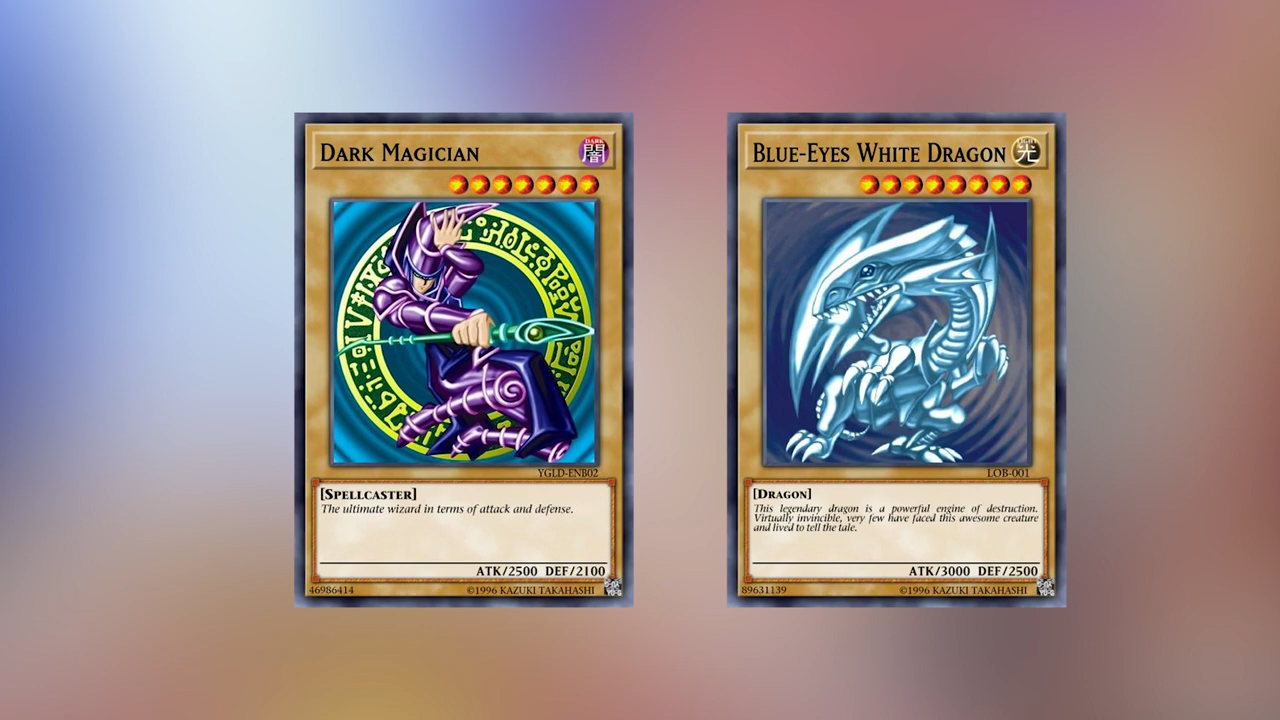 DARK MAGICIAN
DARK
闇
YGLD-ENB02
[SPELLCASTER]
The ultimate wizard in terms of attack and defense.
ATK/2500 DEF/2100
46986414
©1996 KAZUKI TAKAHASHI
BLUE-EYES WHITE DRAGON
LIGHT
光
LOB-001
[DRAGON]
This legendary dragon is a powerful engine of destruction.
Virtually invincible, very few have faced this awesome creature
and lived to tell the tale.
ATK/3000 DEF/2500
89631139
©1996 KAZUKI TAKAHASHI